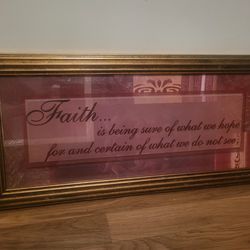 Faith...
is being sure of what we hope
for and certain of what we do not see.